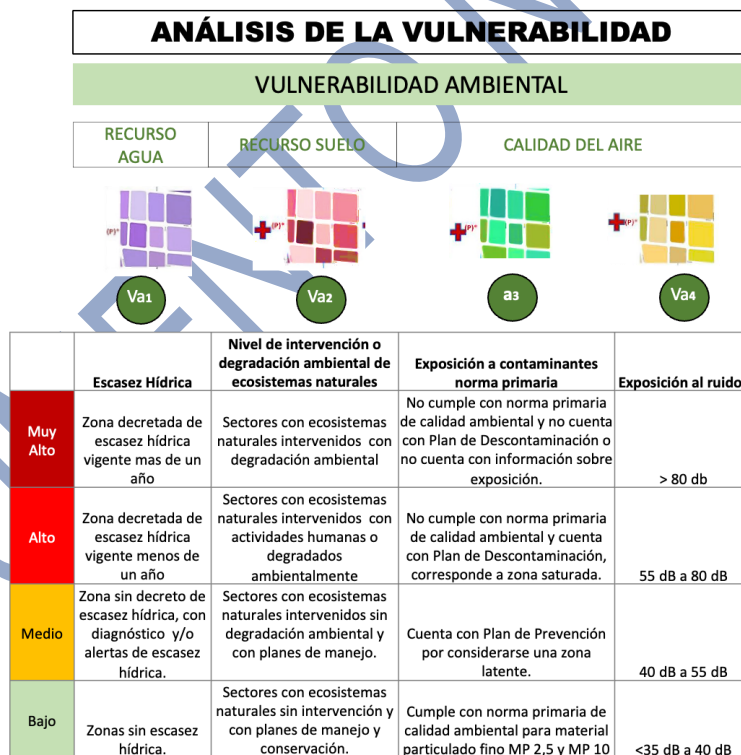 ANÁLISIS DE LA VULNERABILIDAD
VULNERABILIDAD AMBIENTAL
RECURSO
AGUA
RECURSO SUELO
CALIDAD DEL AIRE
(P)"
(P)"
(P)"
(P)"
Va1
Va2
a3
Va4
Escasez Hídrica
Nivel de intervención o
degradación ambiental de
ecosistemas naturales
Exposición a contaminantes
norma primaria
Exposición al ruido
Muy
Alto
Zona decretada de
escasez hídrica
vigente mas de un
año
Sectores con ecosistemas
naturales intervenidos con
degradación ambiental
No cumple con norma primaria
de calidad ambiental y no cuenta
con Plan de Descontaminación o
no cuenta con información sobre
exposición.
> 80 db
Alto
Zona decretada de
escasez hídrica
vigente menos de
un año
Sectores con ecosistemas
naturales intervenidos con
actividades humanas o
degradados
ambientalmente
No cumple con norma primaria
de calidad ambiental y cuenta
con Plan de Descontaminación,
corresponde a zona saturada.
55 dB a 80 dB
Medio
Zona sin decreto de
escasez hídrica, con
diagnóstico y/o
alertas de escasez
hídrica.
Sectores con ecosistemas
naturales intervenidos sin
degradación ambiental y
con planes de manejo.
Cuenta con Plan de Prevención
por considerarse una zona
latente.
40 dB a 55 dB
Bajo
Zonas sin escasez
hídrica.
Sectores con ecosistemas
naturales sin intervención y
con planes de manejo y
conservación.
Cumple con norma primaria de
calidad ambiental para material
particulado fino MP 2,5 y MP 10
<35 dB a 40 dB